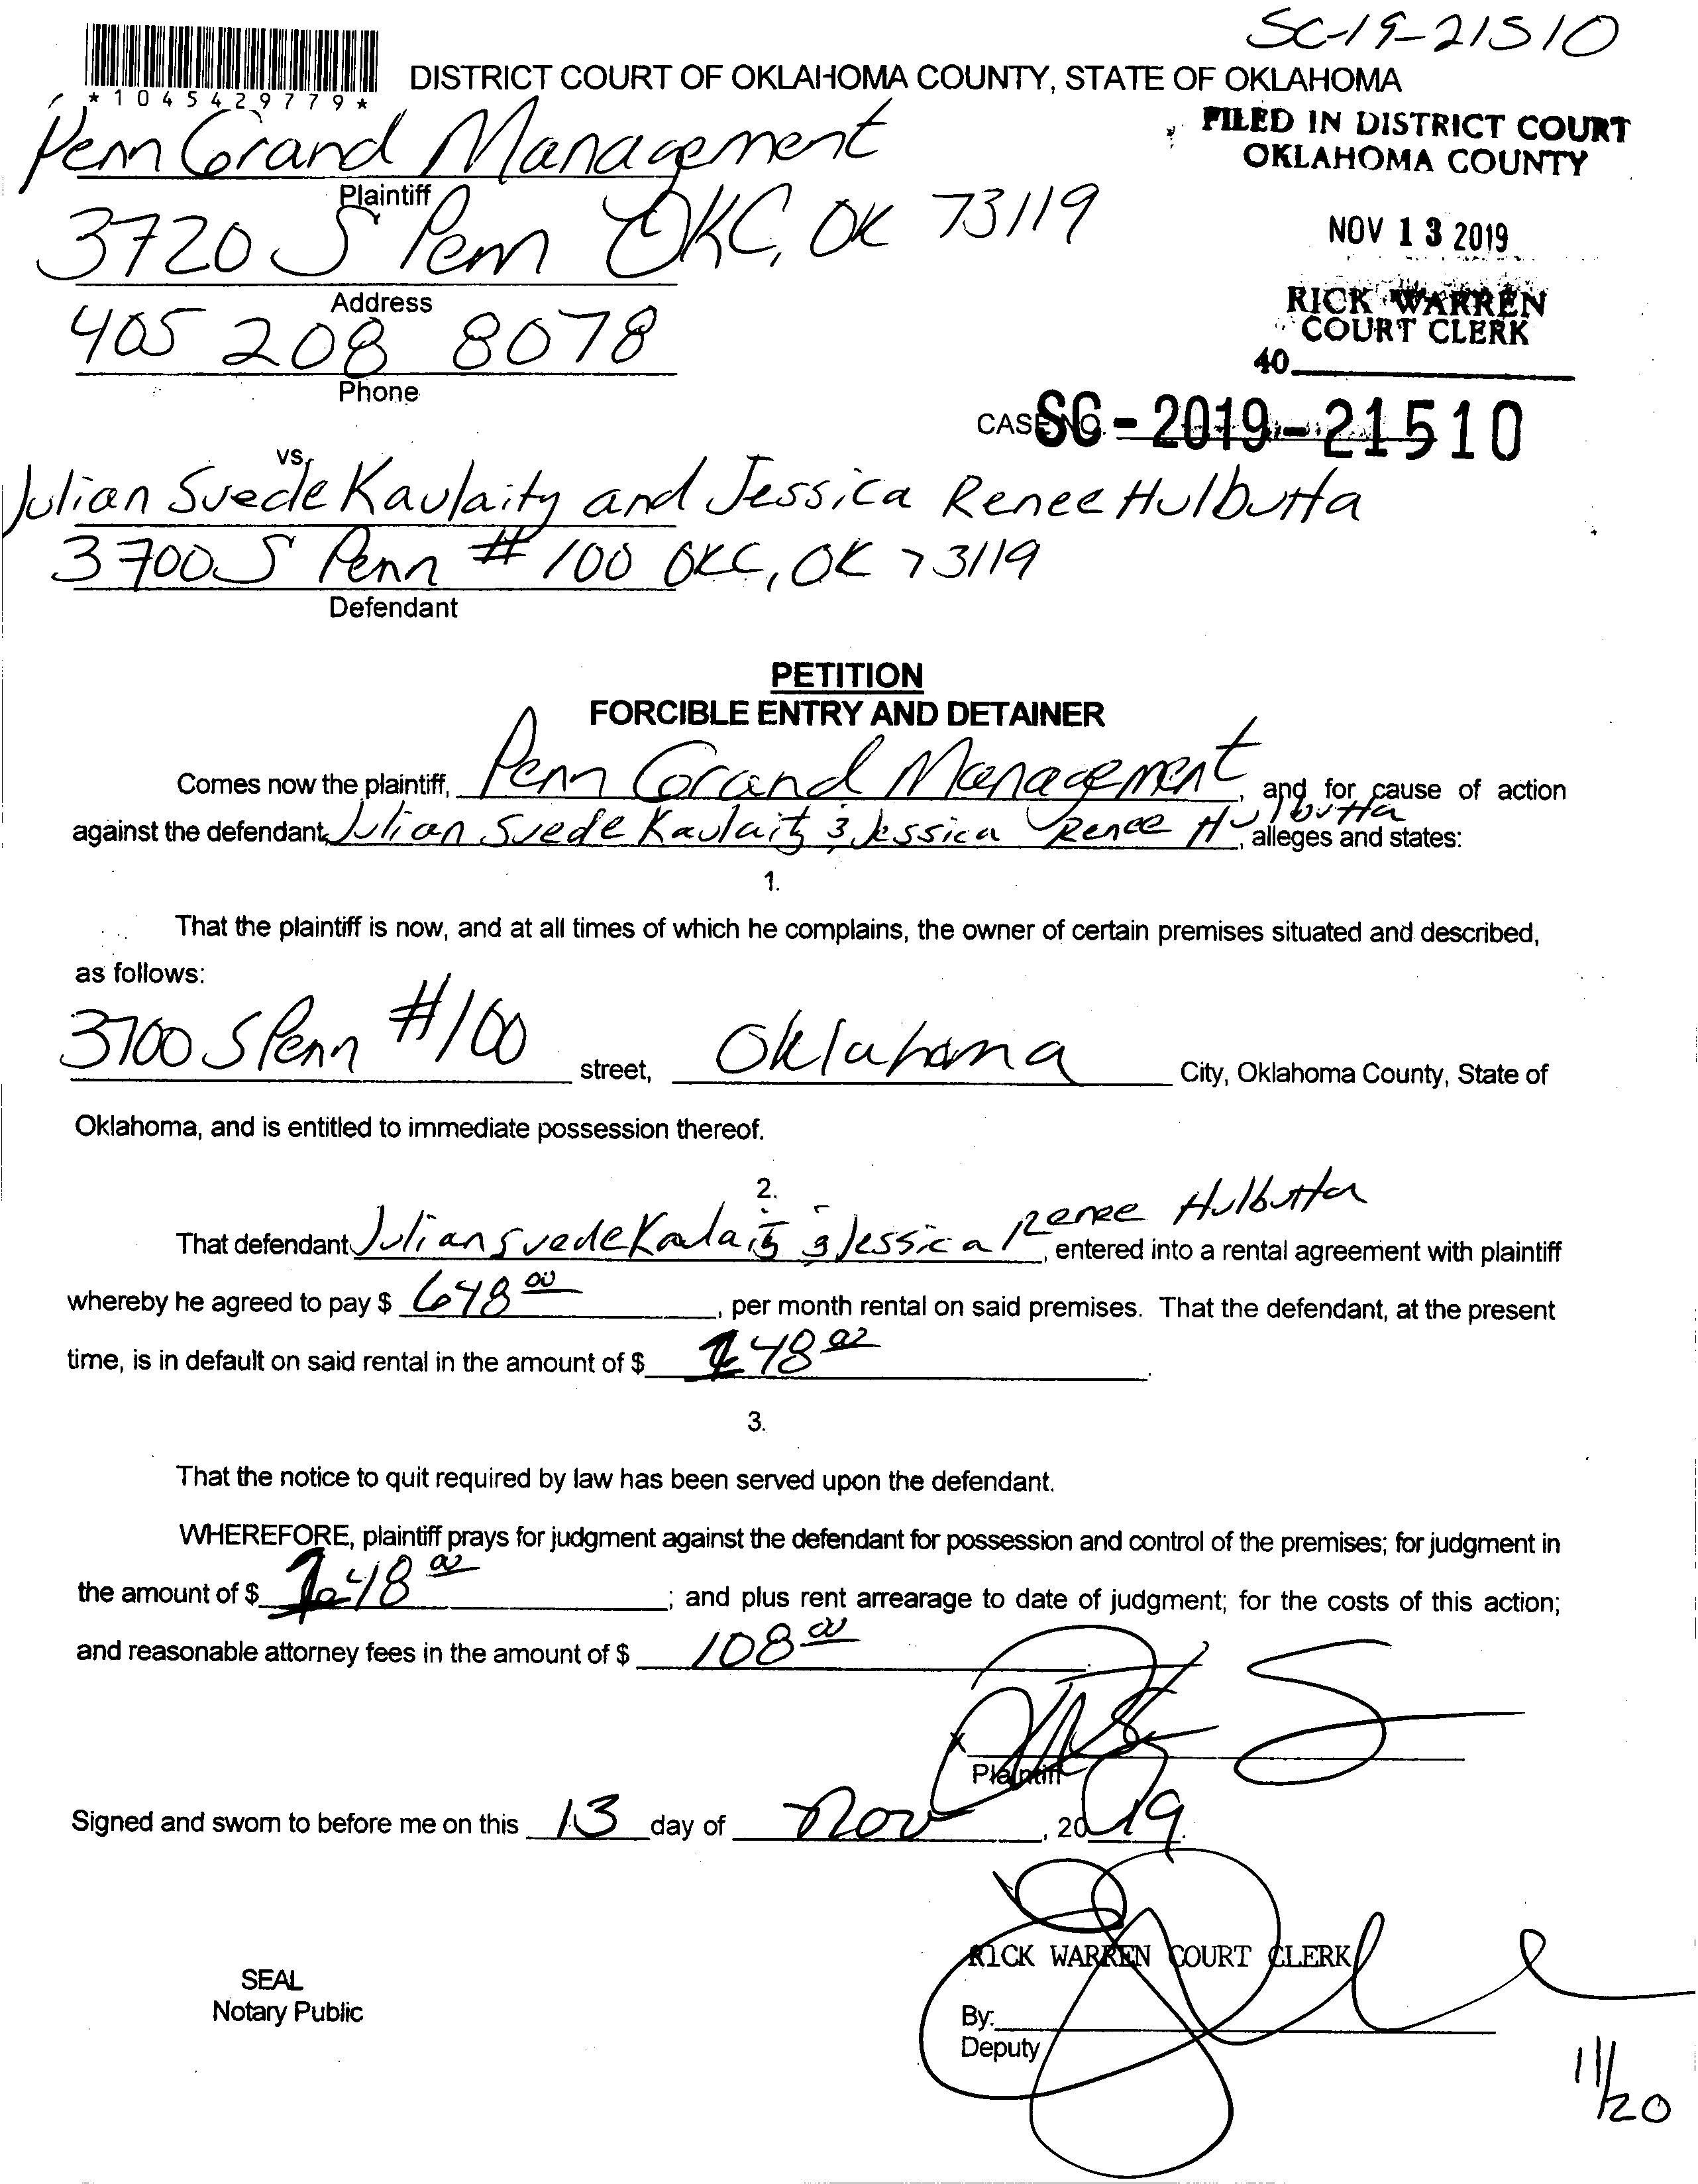 SC-19-21510
*1045429779*
DISTRICT COURT OF OKLAHOMA COUNTY, STATE OF OKLAHOMA
FILED IN DISTRICT COURT
OKLAHOMA COUNTY
Penn Grand Management
Plaintiff
3720 S Penn OKC, OK 73119
NOV 13 2019
Address
RICK WARREN
COURT CLERK
405 208 8078
Phone
40
CASE NO. SC-2019-21510
vs.
Julian Suede Kaulaity and Jessica Renee Hulbutta
3700 S Penn #100 OKC, OK 73119
Defendant
PETITION
FORCIBLE ENTRY AND DETAINER
Comes now the plaintiff, Penn Grand Management, and for cause of action
against the defendant, Julian Suede Kaulaity & Jessica Renee Hulbutta, alleges and states:
1.
That the plaintiff is now, and at all times of which he complains, the owner of certain premises situated and described,
as follows:
3700 S Penn #100 street, Oklahoma City, Oklahoma County, State of
Oklahoma, and is entitled to immediate possession thereof.
2.
That defendant Julian Suede Kaulaity & Jessica Renee Hulbutta, entered into a rental agreement with plaintiff
whereby he agreed to pay $ 648 00, per month rental on said premises. That the defendant, at the present
time, is in default on said rental in the amount of $ .
3.
That the notice to quit required by law has been served upon the defendant.
WHEREFORE, plaintiff prays for judgment against the defendant for possession and control of the premises; for judgment in
the amount of $ ; and plus rent arrearage to date of judgment; for the costs of this action;
and reasonable attorney fees in the amount of $ 108 00.
X
Plaintiff
Signed and sworn to before me on this 13 day of Nov, 2019.
RICK WARREN COURT CLERK
SEAL
Notary Public
By:
Deputy
11/20